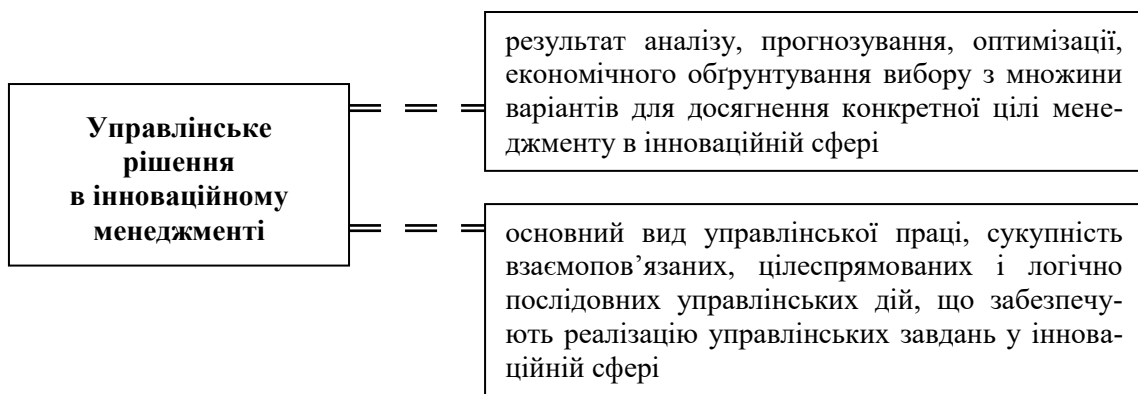 Управлінське
рішення
в інноваційному
менеджменті
результат аналізу, прогнозування, оптимізації,
економічного обґрунтування вибору з множини
варіантів для досягнення конкретної цілі мене-
джменту в інноваційній сфері
основний вид управлінської праці, сукупність
взаємопов’язаних, цілеспрямованих і логічно
послідовних управлінських дій, що забезпечу-
ють реалізацію управлінських завдань у іннова-
ційній сфері